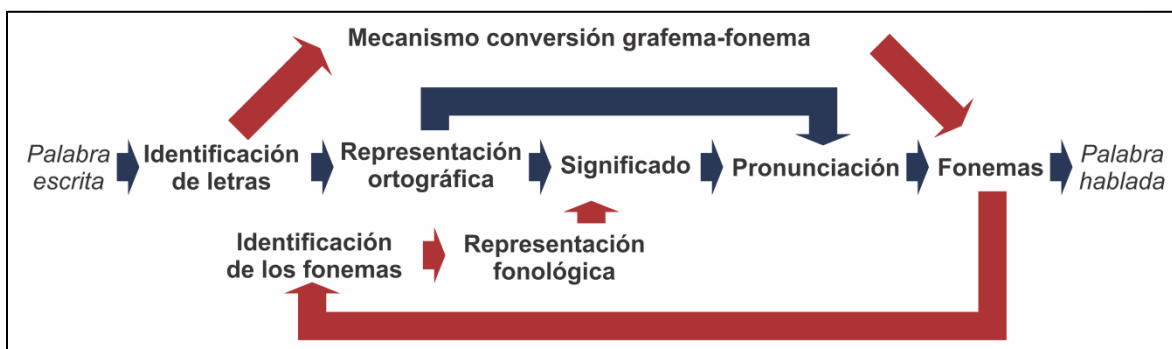 Mecanismo conversión grafema-fonema
Palabra
escrita
Identificación
de letras
Representación
ortográfica
Significado
Pronunciación
Fonemas
Palabra
hablada
Identificación
de los fonemas
Representación
fonológica